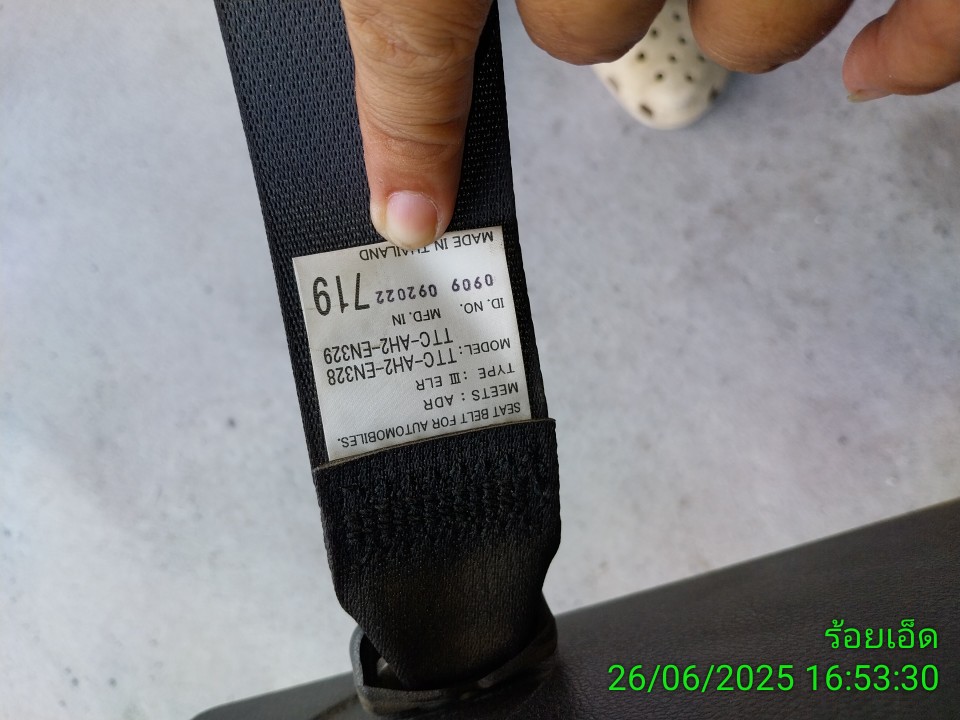 SEAT BELT FOR AUTOMOBILES.
MEETS : ADR
TYPE : III ELR
MODEL: TTC-AH2-EN328
TTC-AH2-EN329
ID. NO. MFD. IN
0909 092022 719
MADE IN THAILAND
ร้อยเอ็ด
26/06/2025 16:53:30